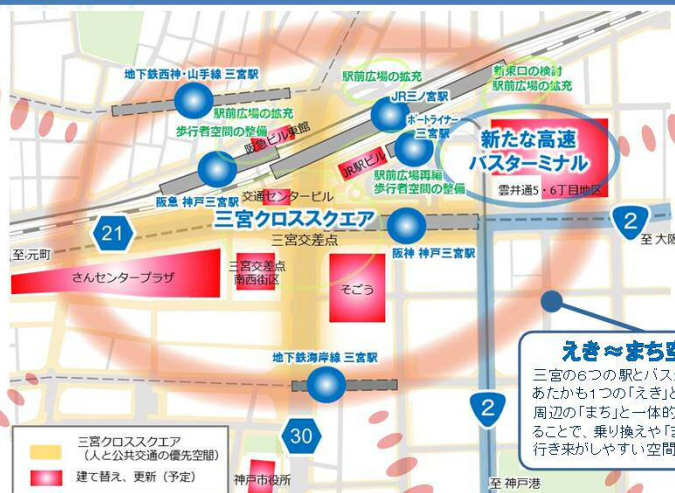 地下鉄西神・山手線 三宮駅
駅前広場の拡充
新東口の検討
駅前広場の拡充
JR三ノ宮駅
駅前広場の拡充
歩行者空間の整備
ポートライナー
三宮駅
阪急ビル東館
新たな高速
バスターミナル
JR駅ビル
駅前広場再編
歩行者空間の整備
雲井通5・6丁目地区
阪急 神戸三宮駅
交通センタービル
三宮クロススクエア
21
三宮交差点
2
至 元町
阪神 神戸三宮駅
至 大阪
さんセンタープラザ
三宮交差点
南西街区
そごう
地下鉄海岸線 三宮駅
えき≈まち空
三宮の6つの駅とバス
あたかも1つの「えき」と
周辺の「まち」と一体的
ることで、乗り換えや「ま
行き来がしやすい空間
2
30
三宮クロススクエア
（人と公共交通の優先空間）
建て替え、更新（予定）
神戸市役所
至 神戸港